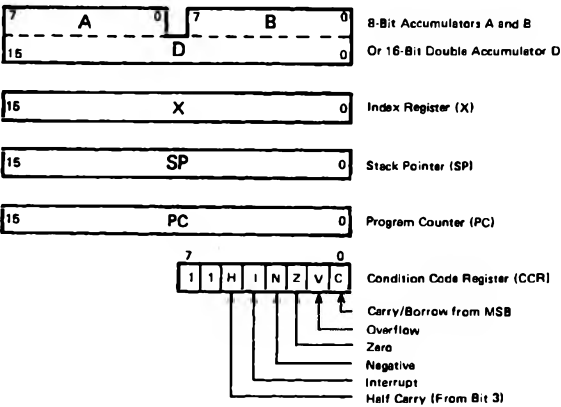 7 A 0 7 B 0 8-Bit Accumulators A and B
15 D 0 Or 16-Bit Double Accumulator D
15 X 0 Index Register (X)
15 SP 0 Stack Pointer (SP)
15 PC 0 Program Counter (PC)
7 0
1 1 H I N Z V C Condition Code Register (CCR)
Carry/Borrow from MSB
Overflow
Zero
Negative
Interrupt
Half Carry (From Bit 3)